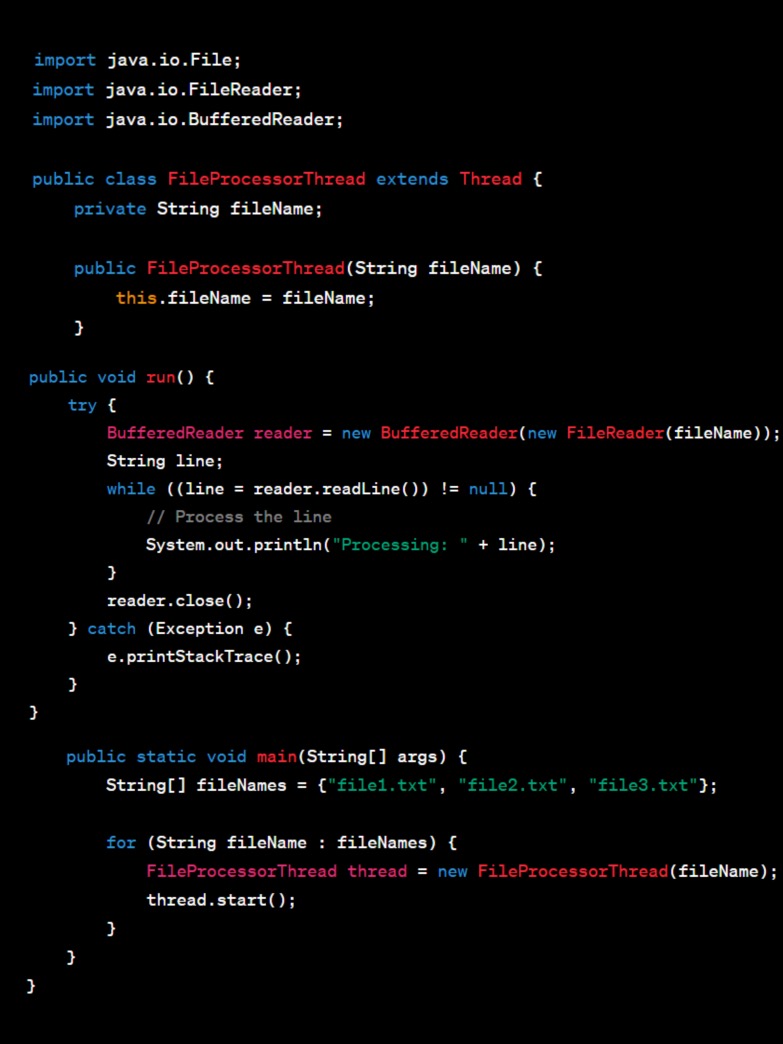 import java.io.File;
import java.io.FileReader;
import java.io.BufferedReader;
public class FileProcessorThread extends Thread {
private String fileName;
public FileProcessorThread(String fileName) {
this.fileName = fileName;
}
public void run() {
try {
BufferedReader reader = new BufferedReader(new FileReader(fileName));
String line;
while ((line = reader.readLine()) != null) {
// Process the line
System.out.println("Processing: " + line);
}
reader.close();
} catch (Exception e) {
e.printStackTrace();
}
}
public static void main(String[] args) {
String[] fileNames = {"file1.txt", "file2.txt", "file3.txt"};
for (String fileName : fileNames) {
FileProcessorThread thread = new FileProcessorThread(fileName);
thread.start();
}
}
}